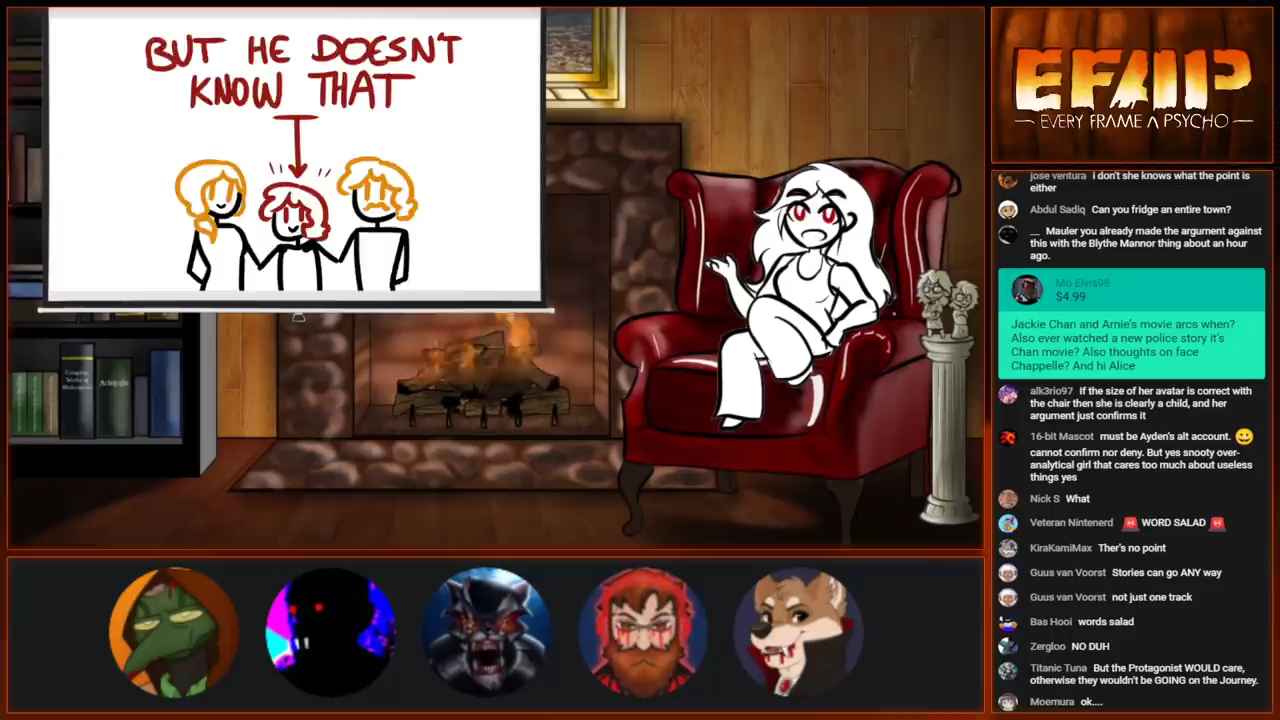 BUT HE DOESN'T
KNOW THAT
EFAP
EVERY FRAME A PSYCHO
jose ventura i don't she knows what the point is
either
Abdul Sadiq Can you fridge an entire town?
__ Mauler you already made the argument against
this with the Blythe Mannor thing about an hour
ago.
Mo Elvis98
$4.99
Jackie Chan and Arnie's movie arcs when?
Also ever watched a new police story it's
Chan movie? Also thoughts on face
Chappelle? And hi Alice
alk3rio97 If the size of her avatar is correct with
the chair then she is clearly a child, and her
argument just confirms it
16-bit Mascot must be Ayden's alt account. 😀
cannot confirm nor deny. But yes snooty over-
analytical girl that cares too much about useless
things yes
Nick S What
Veteran Nintenerd 🚨 WORD SALAD 🚨
KiraKamiMax Ther's no point
Guus van Voorst Stories can go ANY way
Guus van Voorst not just one track
Bas Hooi words salad
Zergloo NO DUH
Titanic Tuna But the Protagonist WOULD care,
otherwise they wouldn't be GOING on the Journey.
Moemura ok....